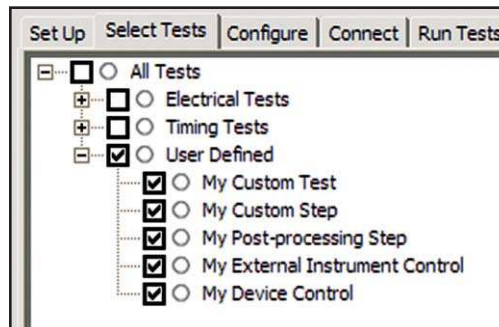 Set Up Select Tests Configure Connect Run Tests
All Tests
Electrical Tests
Timing Tests
User Defined
My Custom Test
My Custom Step
My Post-processing Step
My External Instrument Control
My Device Control